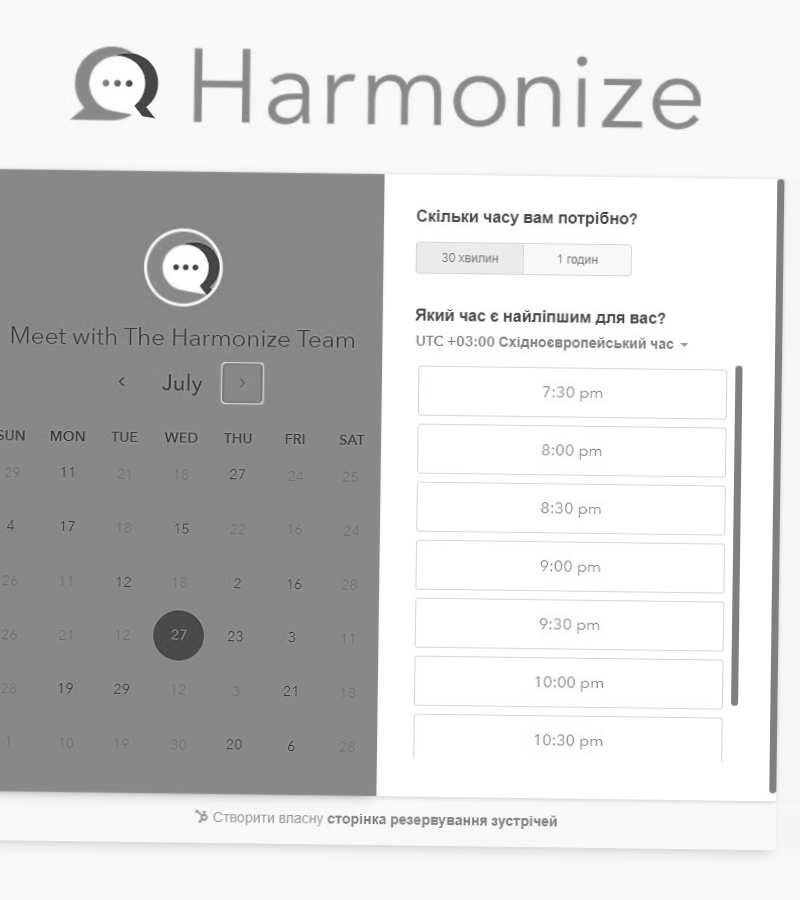 Harmonize
Meet with The Harmonize Team
‹ July ›
SUN MON TUE WED THU FRI SAT
29 11 21 18 27 24 25
4 17 18 15 22 16 24
26 11 12 18 2 16 28
26 21 12 27 23 3 11
28 19 29 12 3 21 18
1 10 19 30 20 6 28
Скільки часу вам потрібно?
30 хвилин 1 годин
Який час є найліпшим для вас?
UTC +03:00 Східноєвропейський час
7:30 pm
8:00 pm
8:30 pm
9:00 pm
9:30 pm
10:00 pm
10:30 pm
Створити власну сторінка резервування зустрічей